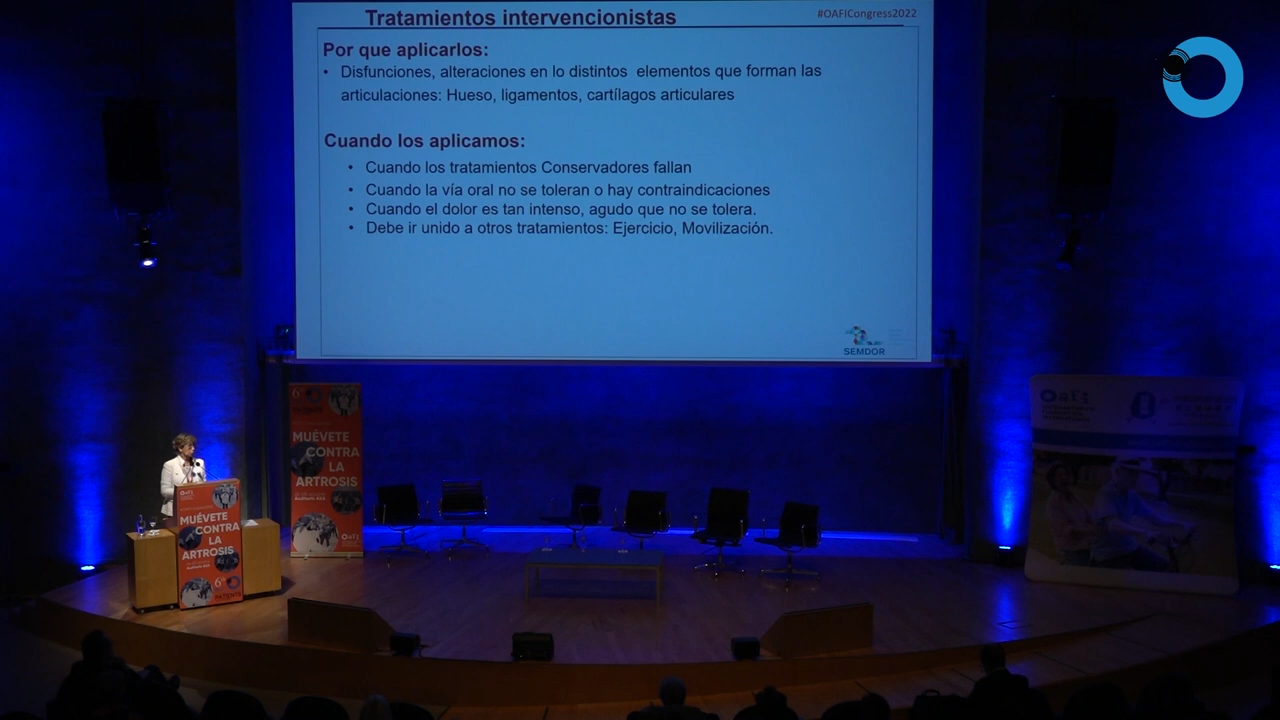 Tratamientos intervencionistas
#OAFICongress2022
Por que aplicarlos:
• Disfunciones, alteraciones en lo distintos elementos que forman las
articulaciones: Hueso, ligamentos, cartílagos articulares
Cuando los aplicamos:
• Cuando los tratamientos Conservadores fallan
• Cuando la vía oral no se toleran o hay contraindicaciones
• Cuando el dolor es tan intenso, agudo que no se tolera.
• Debe ir unido a otros tratamientos: Ejercicio, Movilización.
SEMDOR
MUÉVETE
CONTRA
LA
ARTROSIS
OAFI
MUÉVETE
CONTRA
LA
ARTROSIS
OAFI